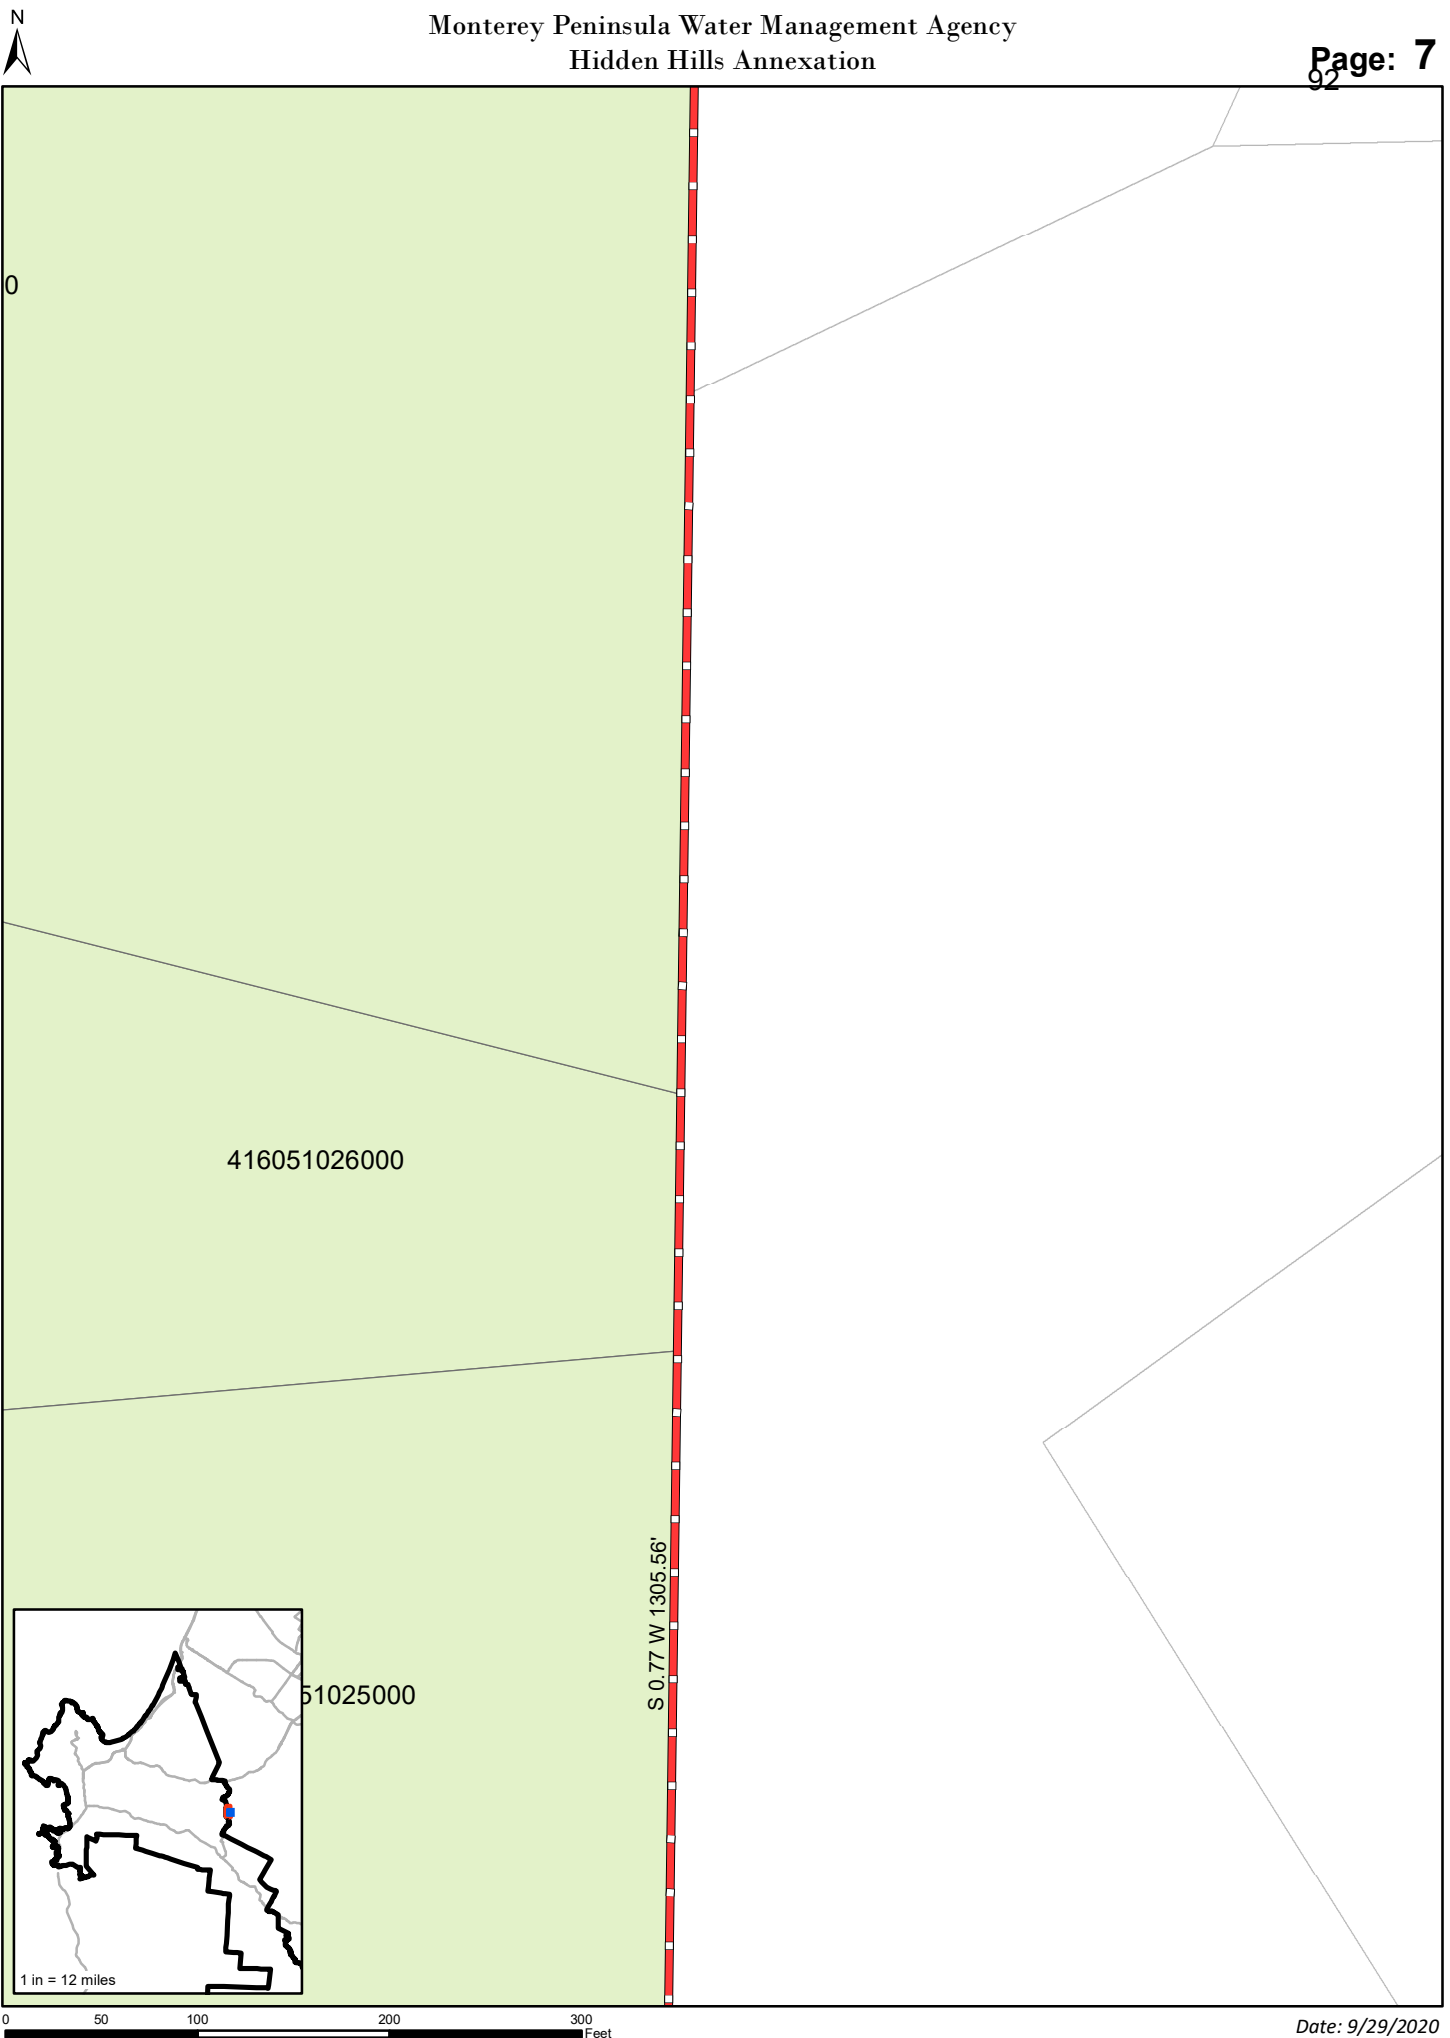 N
Monterey Peninsula Water Management Agency
Hidden Hills Annexation
Page: 7
92
0
416051026000
S 0.77 W 1305.56'
51025000
1 in = 12 miles
0 50 100 200 300
Feet
Date: 9/29/2020